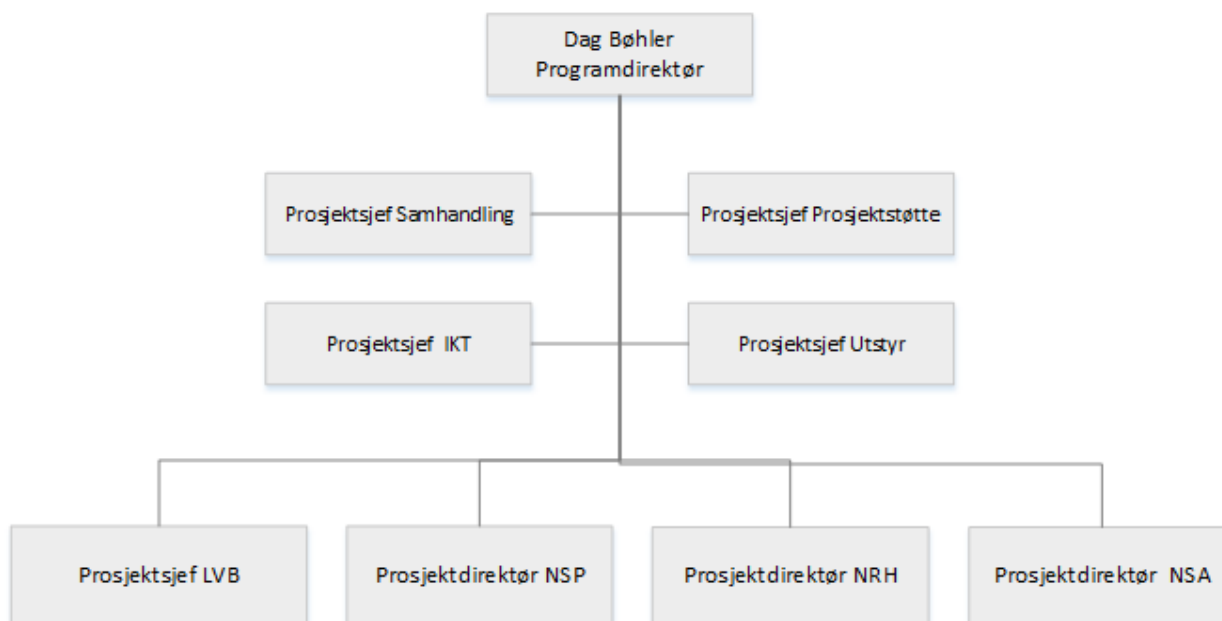 Dag Bøhler
Programdirektør
Prosjektsjef Samhandling
Prosjektsjef Prosjektstøtte
Prosjektsjef IKT
Prosjektsjef Utstyr
Prosjektsjef LVB
Prosjektdirektør NSP
Prosjektdirektør NRH
Prosjektdirektør NSA